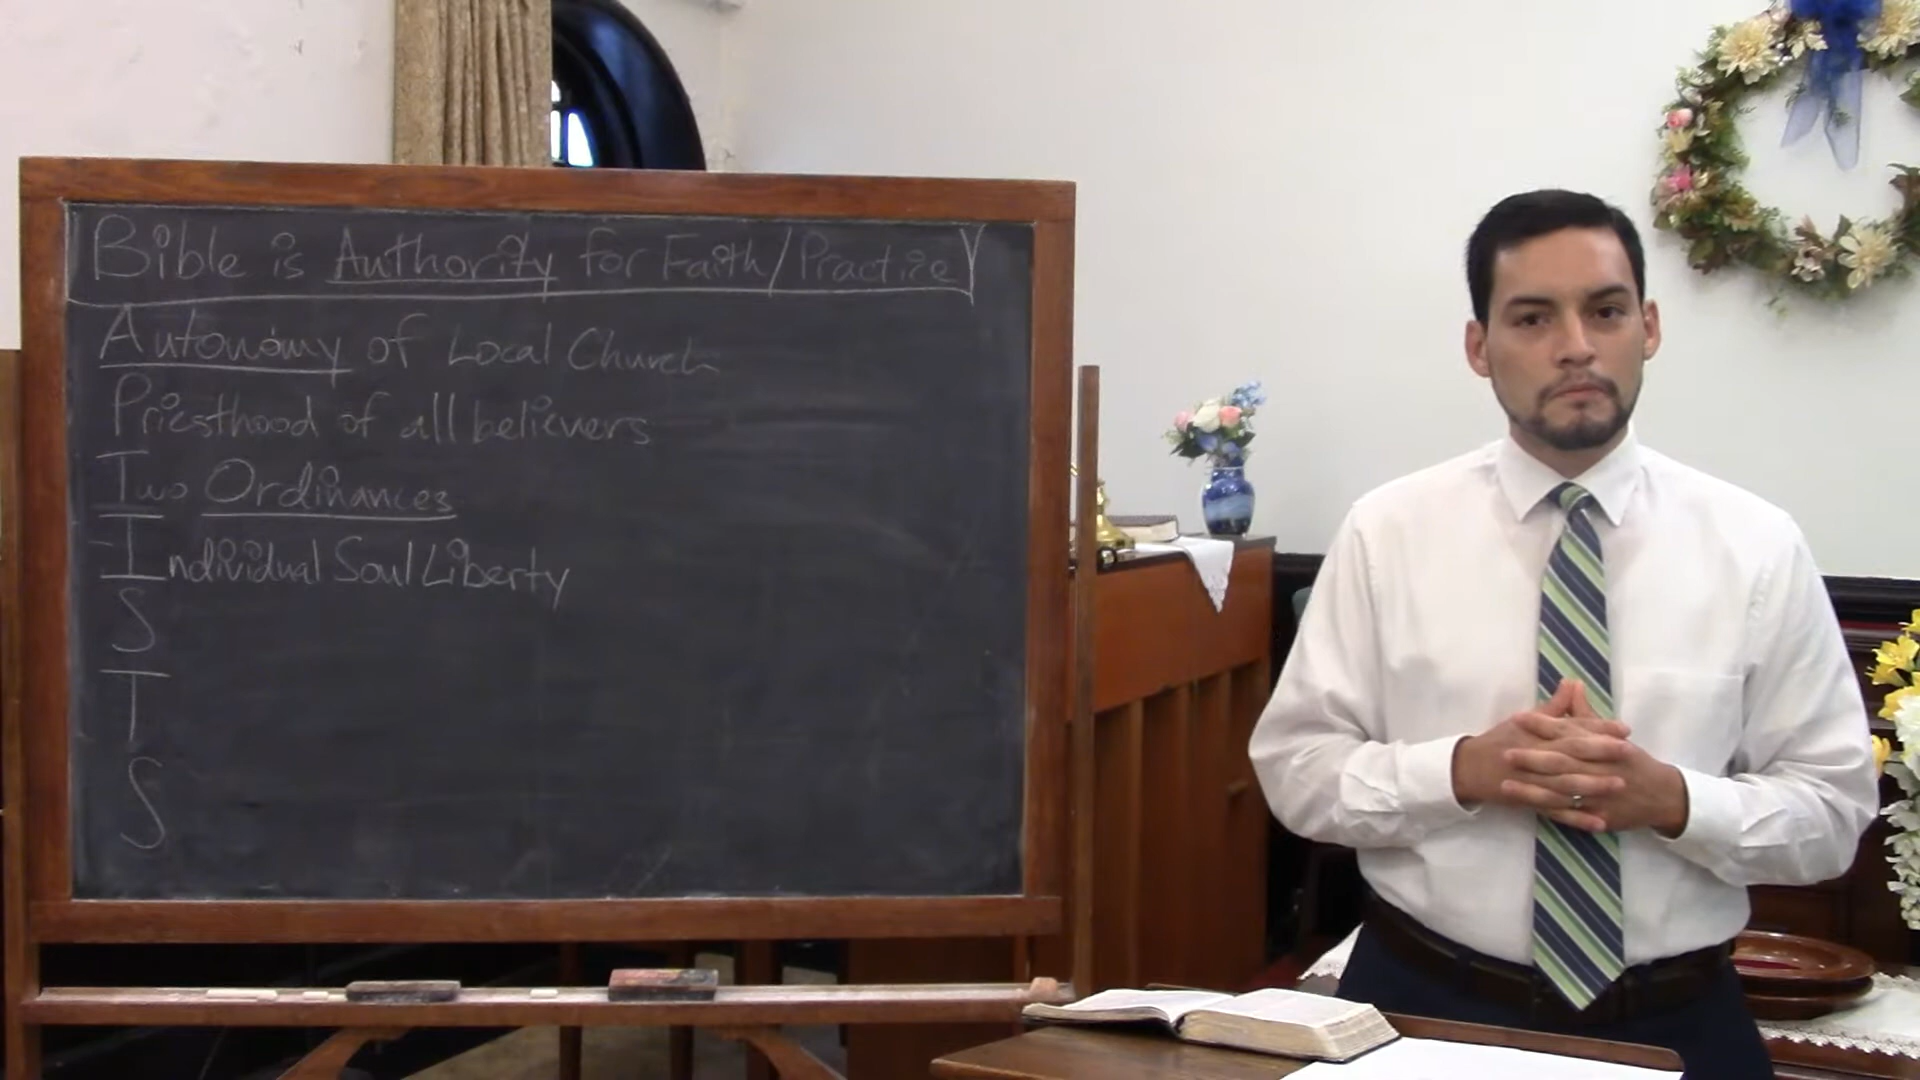 Bible is Authority for Faith/Practice
Autonomy of Local Church
Priesthood of all believers
Two Ordinances
Individual Soul Liberty
S
T
S